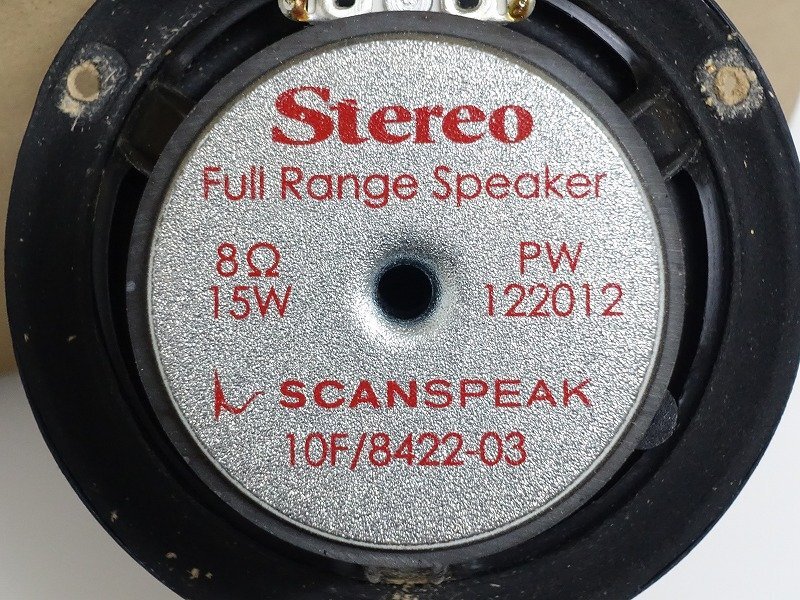 Stereo
Full Range Speaker
8Ω PW
15W 122012
SCANSPEAK
10F/8422-03